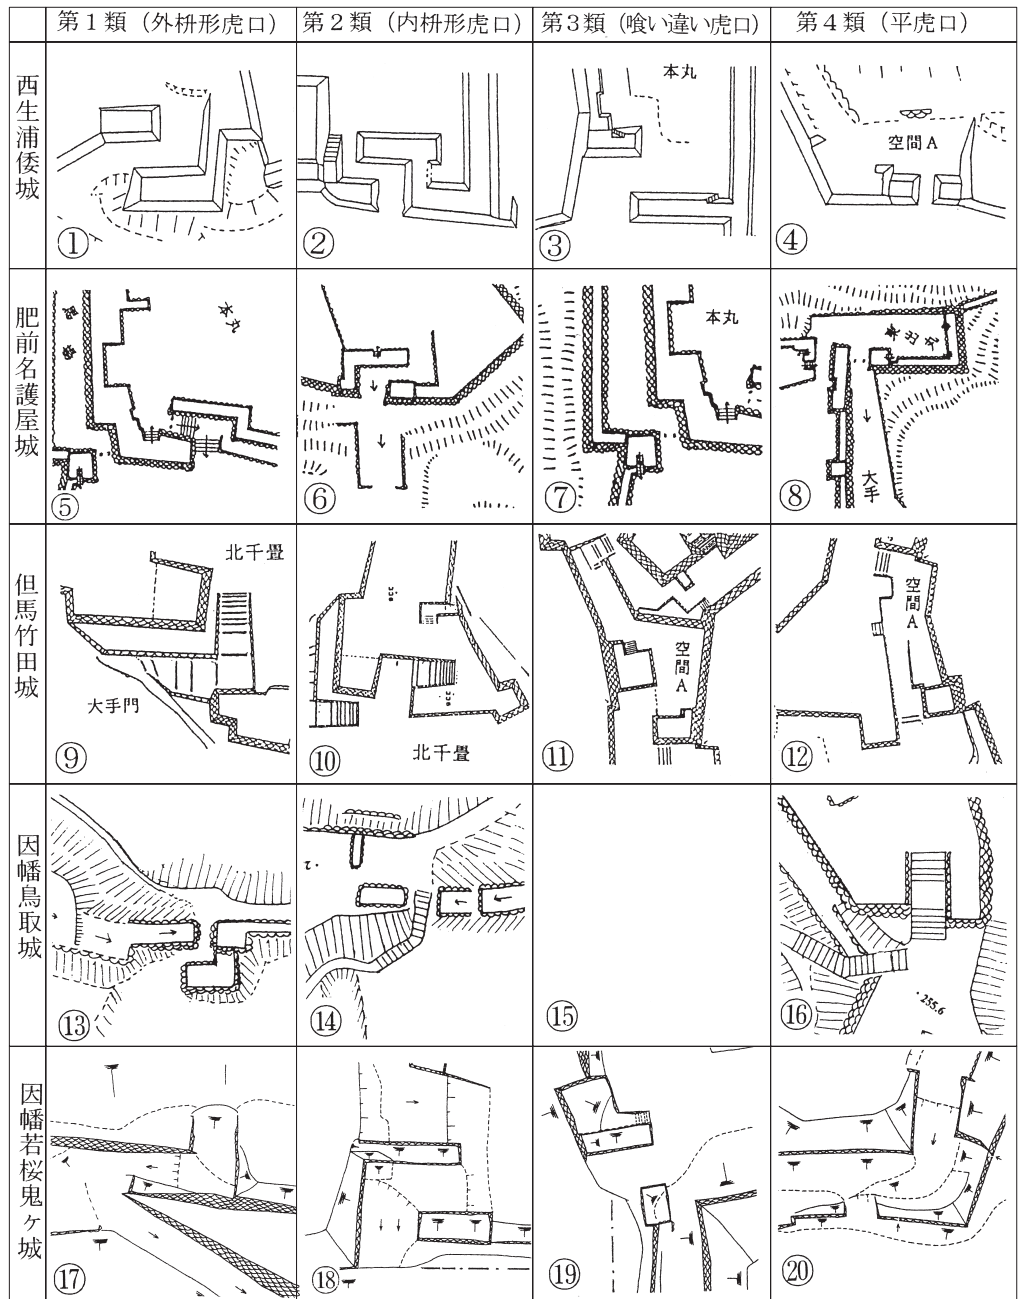 第1類（外枡形虎口）
第2類（内枡形虎口）
第3類（喰い違い虎口）
第4類（平虎口）
西生浦倭城
①
②
本丸
③
空間A
④
肥前名護屋城
本丸
⑤
⑥
本丸
⑦
大手
⑧
但馬竹田城
北千畳
大手門
⑨
北千畳
⑩
空間A
⑪
空間A
⑫
因幡鳥取城
⑬
て・
⑭
⑮
・255.6
⑯
因幡若桜鬼ヶ城
⑰
⑱
⑲
⑳